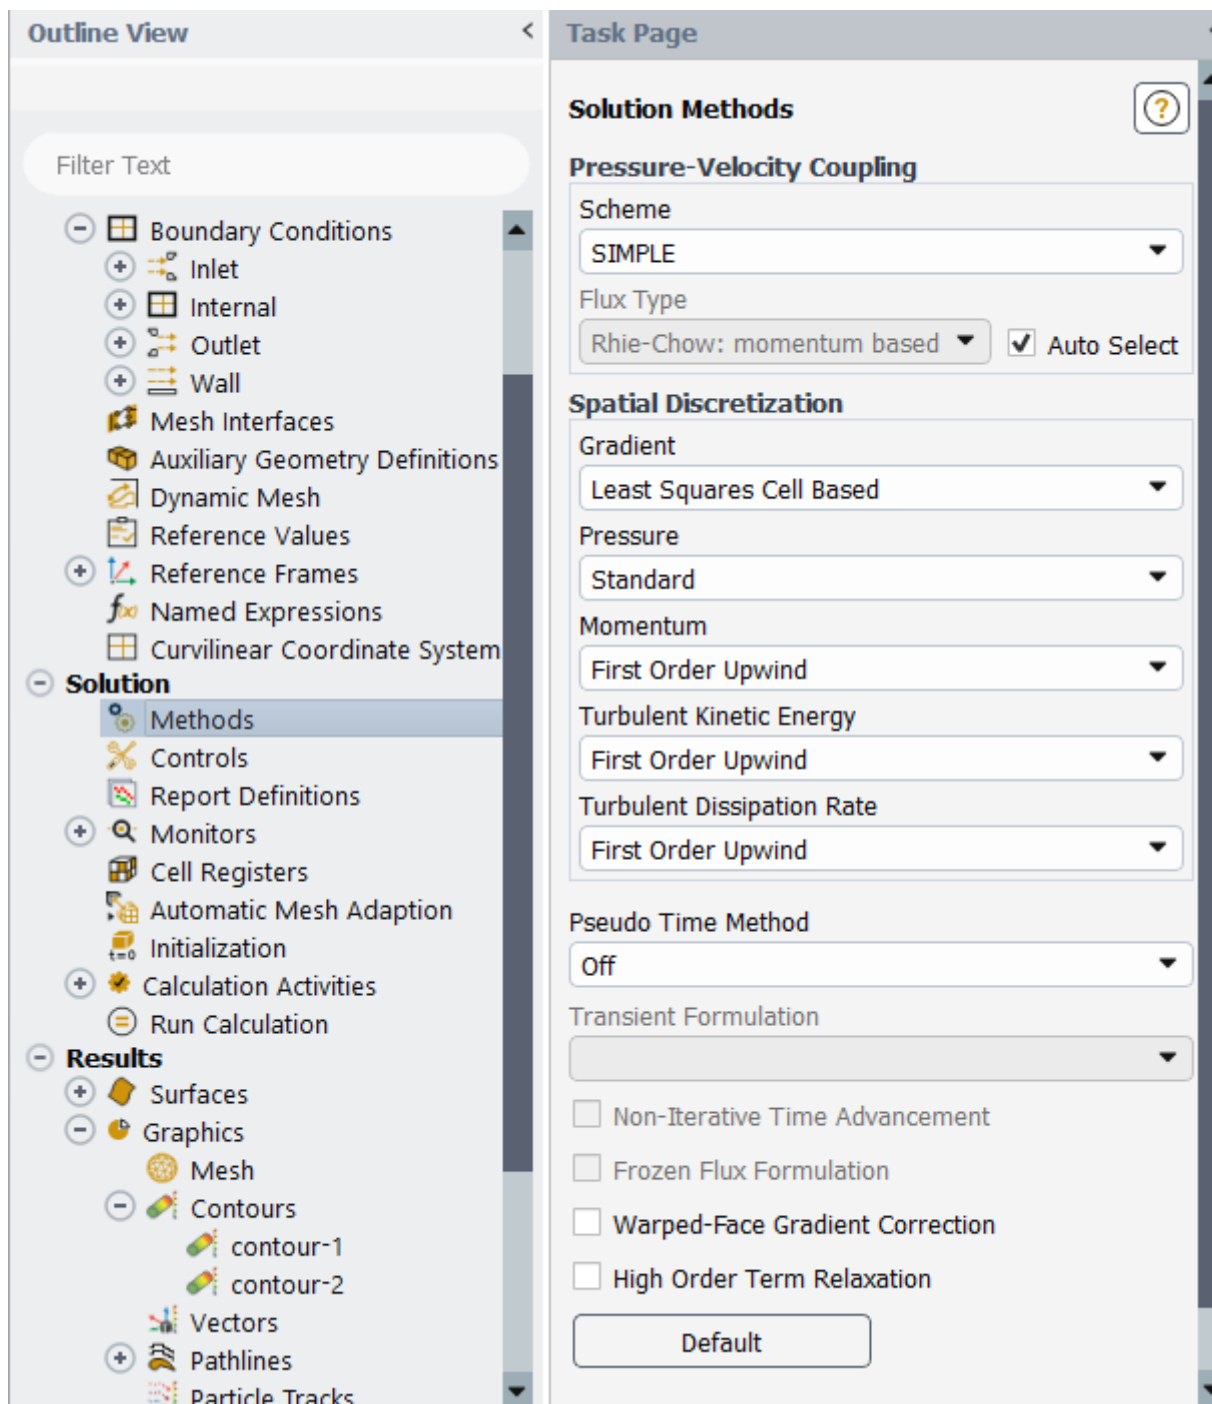 Outline View
Filter Text
Boundary Conditions
Inlet
Internal
Outlet
Wall
Mesh Interfaces
Auxiliary Geometry Definitions
Dynamic Mesh
Reference Values
Reference Frames
f(x) Named Expressions
Curvilinear Coordinate System
Solution
Methods
Controls
Report Definitions
Monitors
Cell Registers
Automatic Mesh Adaption
t=0 Initialization
Calculation Activities
Run Calculation
Results
Surfaces
Graphics
Mesh
Contours
contour-1
contour-2
Vectors
Pathlines
Particle Tracks
Task Page
Solution Methods
?
Pressure-Velocity Coupling
Scheme
SIMPLE
Flux Type
Rhie-Chow: momentum based
Auto Select
Spatial Discretization
Gradient
Least Squares Cell Based
Pressure
Standard
Momentum
First Order Upwind
Turbulent Kinetic Energy
First Order Upwind
Turbulent Dissipation Rate
First Order Upwind
Pseudo Time Method
Off
Transient Formulation
Non-Iterative Time Advancement
Frozen Flux Formulation
Warped-Face Gradient Correction
High Order Term Relaxation
Default